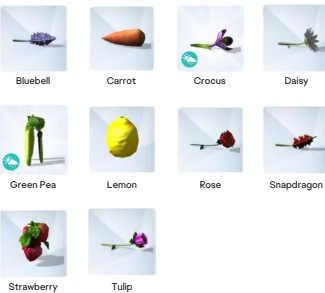 Bluebell
Carrot
Crocus
Daisy
Green Pea
Lemon
Rose
Snapdragon
Strawberry
Tulip